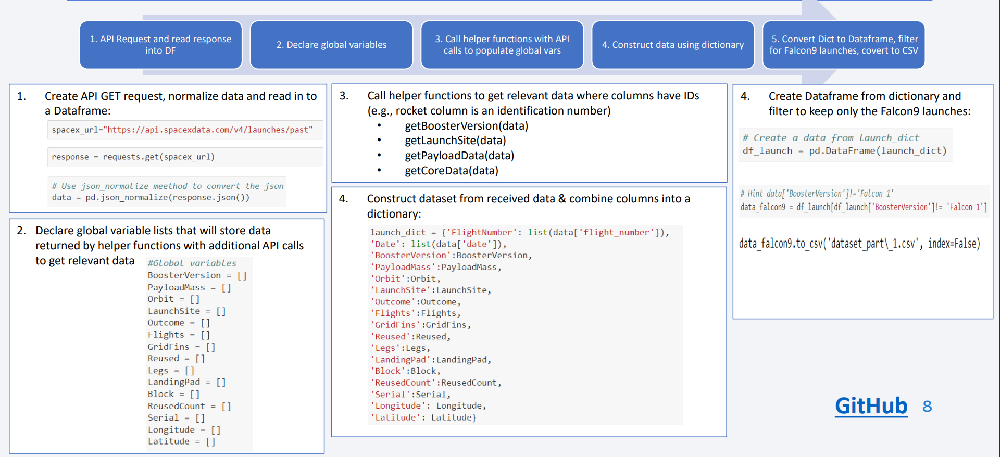 1. API Request and read response
into DF
2. Declare global variables
3. Call helper functions with API
calls to populate global vars
4. Construct data using dictionary
5. Convert Dict to Dataframe, filter
for Falcon9 launches, covert to CSV
1. Create API GET request, normalize data and read in to
a Dataframe:
spacex_url="https://api.spacexdata.com/v4/launches/past"
response = requests.get(spacex_url)
# Use json_normalize meethod to convert the json
data = pd.json_normalize(response.json())
2. Declare global variable lists that will store data
returned by helper functions with additional API calls
to get relevant data
#Global variables
BoosterVersion = []
PayloadMass = []
Orbit = []
LaunchSite = []
Outcome = []
Flights = []
GridFins = []
Reused = []
Legs = []
LandingPad = []
Block = []
ReusedCount = []
Serial = []
Longitude = []
Latitude = []
3. Call helper functions to get relevant data where columns have IDs
(e.g., rocket column is an identification number)
• getBoosterVersion(data)
• getLaunchSite(data)
• getPayloadData(data)
• getCoreData(data)
4. Construct dataset from received data & combine columns into a
dictionary:
launch_dict = {'FlightNumber': list(data['flight_number']),
'Date': list(data['date']),
'BoosterVersion':BoosterVersion,
'PayloadMass':PayloadMass,
'Orbit':Orbit,
'LaunchSite':LaunchSite,
'Outcome':Outcome,
'Flights':Flights,
'GridFins':GridFins,
'Reused':Reused,
'Legs':Legs,
'LandingPad':LandingPad,
'Block':Block,
'ReusedCount':ReusedCount,
'Serial':Serial,
'Longitude': Longitude,
'Latitude': Latitude}
4. Create Dataframe from dictionary and
filter to keep only the Falcon9 launches:
# Create a data from launch_dict
df_launch = pd.DataFrame(launch_dict)
# Hint data['BoosterVersion']!='Falcon 1'
data_falcon9 = df_launch[df_launch['BoosterVersion']!= 'Falcon 1']
data_falcon9.to_csv('dataset_part\_1.csv', index=False)
GitHub 8